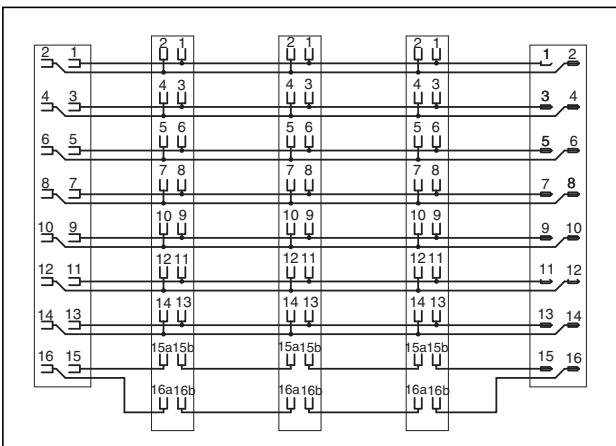 2 1 2 1 2 1 2 1 1 2
4 3 4 3 4 3 4 3 3 4
6 5 5 6 5 6 5 6 5 6
8 7 7 8 7 8 7 8 7 8
10 9 10 9 10 9 10 9 9 10
12 11 12 11 12 11 12 11 11 12
14 13 14 13 14 13 14 13 13 14
16 15 15a 15b 15a 15b 15a 15b 15 16
16a 16b 16a 16b 16a 16b